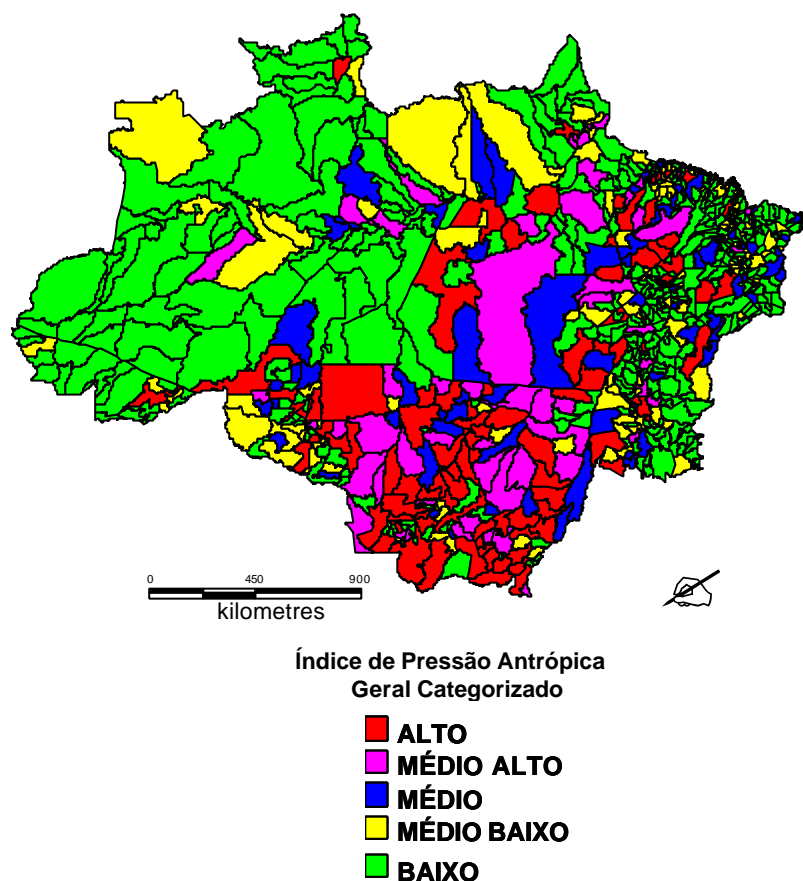 0 450 900
kilometres
Índice de Pressão Antrópica
Geral Categorizado
ALTO
MÉDIO ALTO
MÉDIO
MÉDIO BAIXO
BAIXO